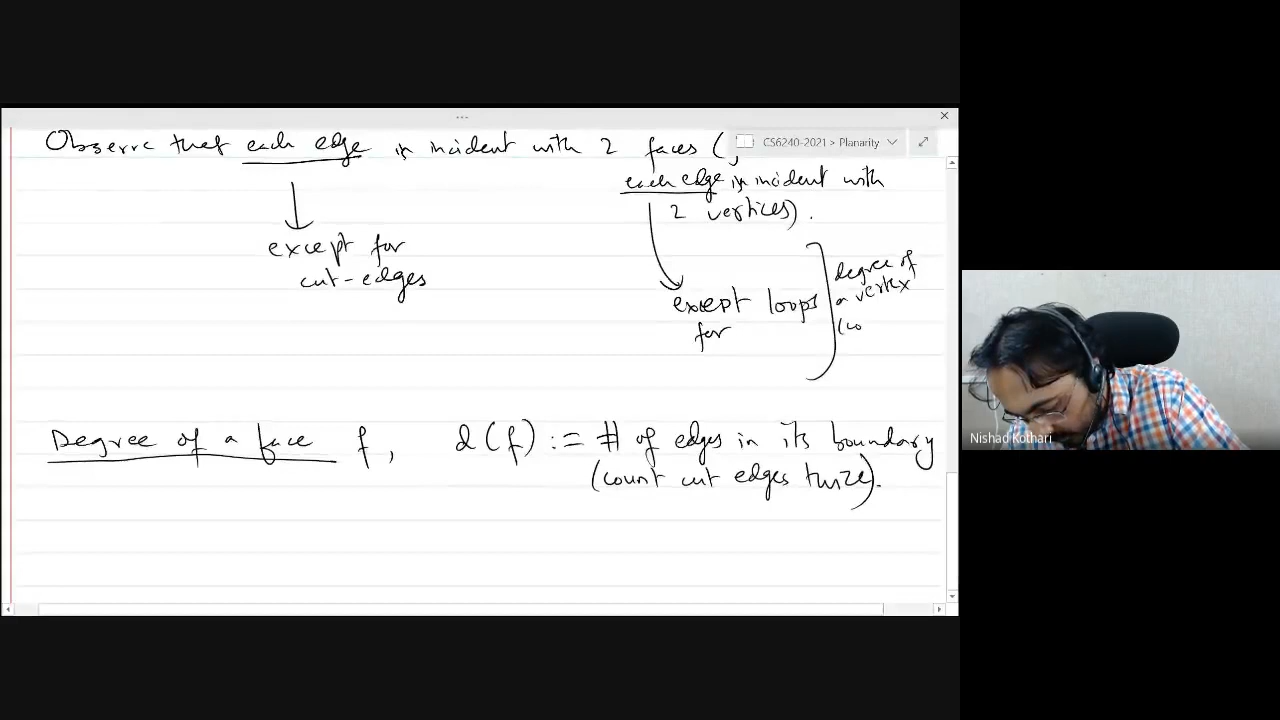 Observe that each edge is incident with 2 faces (
CS6240-2021 > Planarity
each edge is incident with
2 vertices).
except for
cut-edges
except loops
for
degree of
a vertex
(co
Degree of a face f, d(f) := # of edges in its boundary
(count cut edges twice).
Nishad Kothari